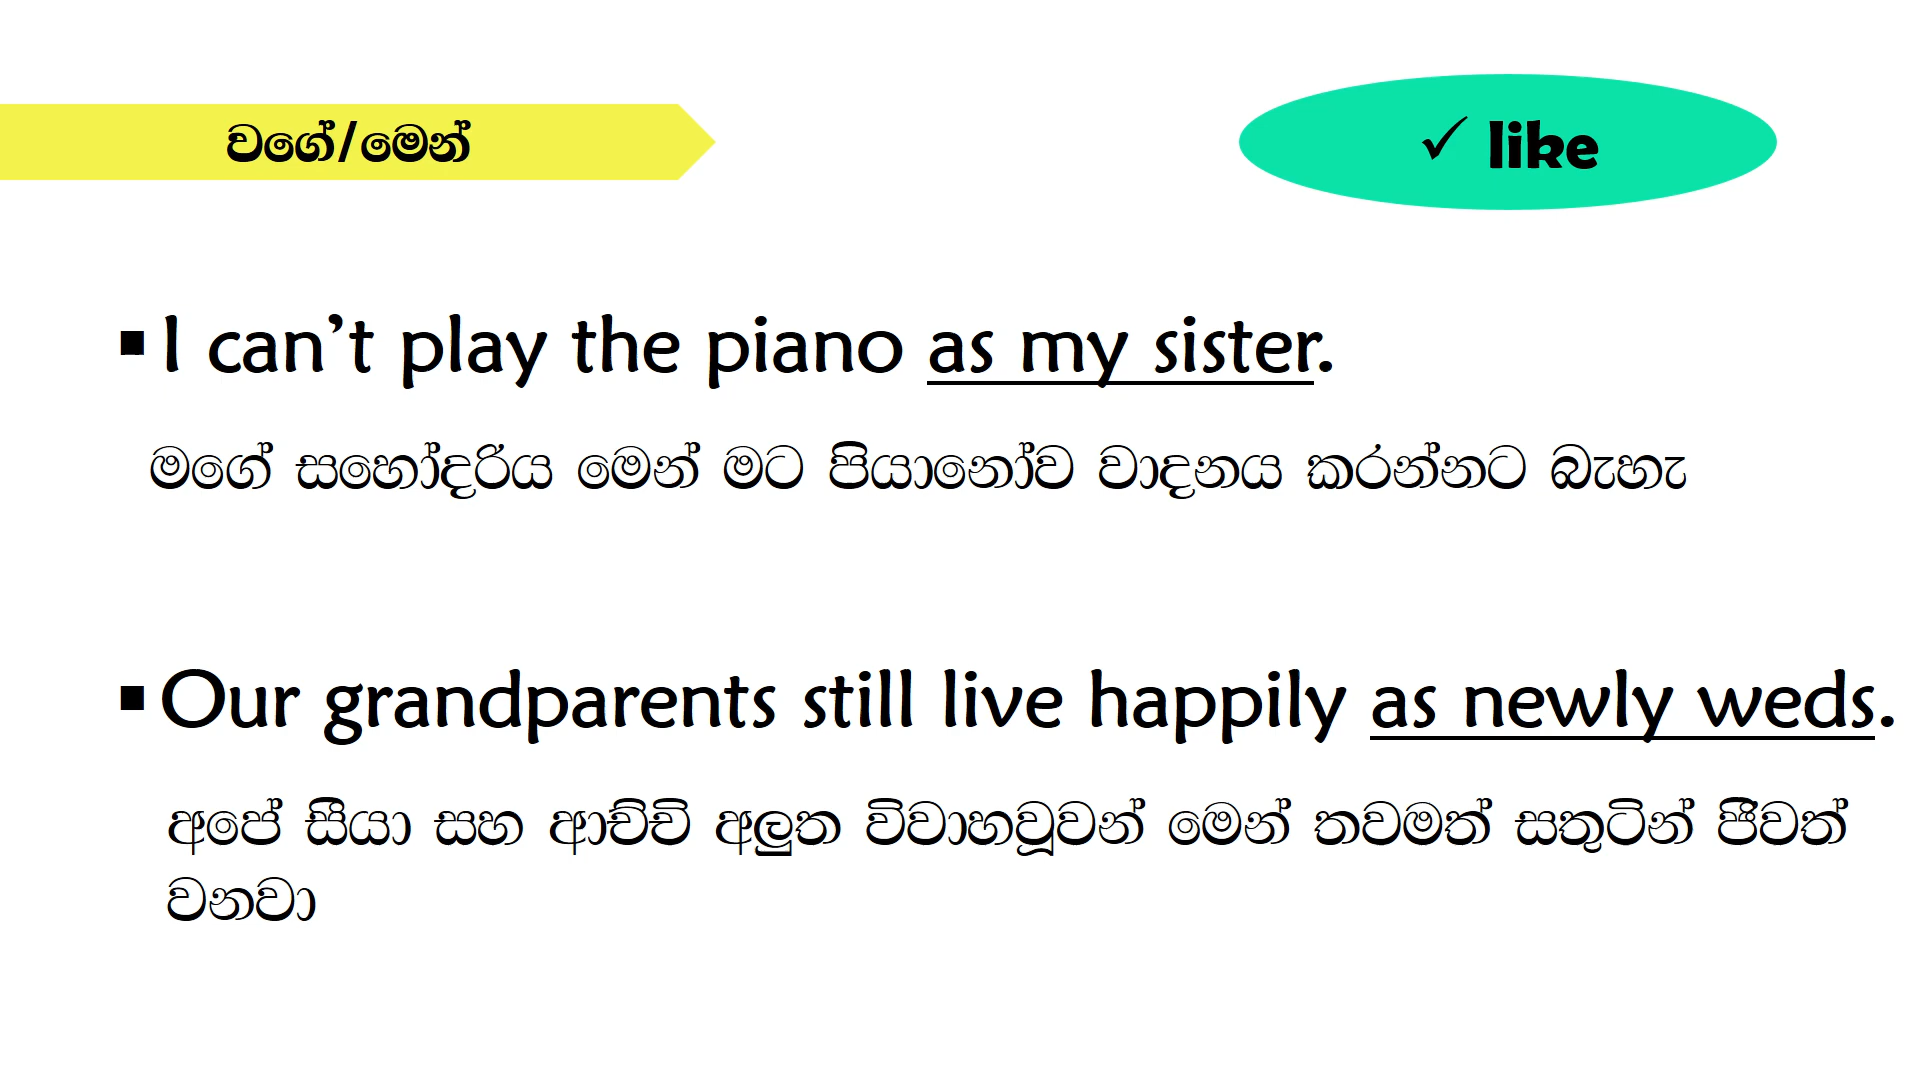 වගේ/මෙන්
✓ like
▪ I can’t play the piano as my sister.
මගේ සහෝදරිය මෙන් මට පියානෝව වාදනය කරන්නට බැහැ
▪ Our grandparents still live happily as newly weds.
අපේ සීයා සහ ආච්චි අලුත විවාහවූවන් මෙන් තවමත් සතුටින් ජීවත්
වනවා